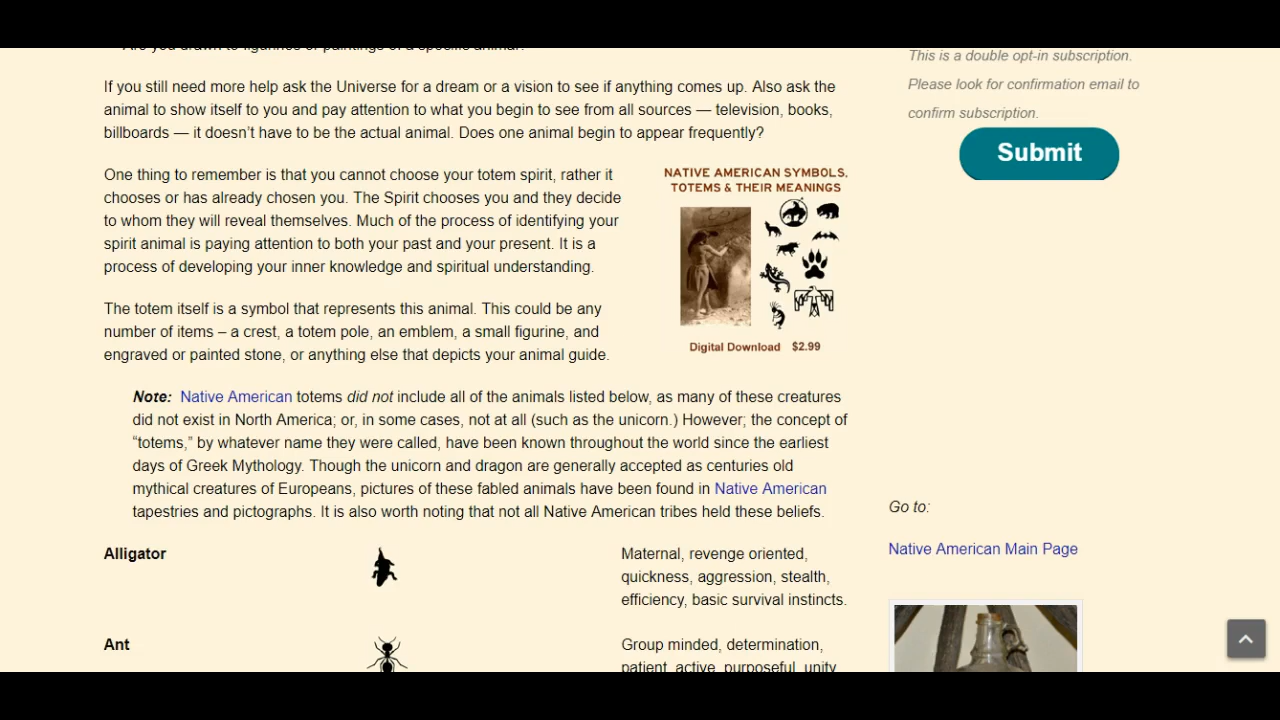 Are you drawn to figurines or paintings of a specific animal?
If you still need more help ask the Universe for a dream or a vision to see if anything comes up. Also ask the
animal to show itself to you and pay attention to what you begin to see from all sources — television, books,
billboards — it doesn’t have to be the actual animal. Does one animal begin to appear frequently?
One thing to remember is that you cannot choose your totem spirit, rather it
chooses or has already chosen you. The Spirit chooses you and they decide
to whom they will reveal themselves. Much of the process of identifying your
spirit animal is paying attention to both your past and your present. It is a
process of developing your inner knowledge and spiritual understanding.
The totem itself is a symbol that represents this animal. This could be any
number of items – a crest, a totem pole, an emblem, a small figurine, and
engraved or painted stone, or anything else that depicts your animal guide.
NATIVE AMERICAN SYMBOLS,
TOTEMS & THEIR MEANINGS
Digital Download $2.99
Note: Native American totems did not include all of the animals listed below, as many of these creatures
did not exist in North America; or, in some cases, not at all (such as the unicorn.) However; the concept of
“totems,” by whatever name they were called, have been known throughout the world since the earliest
days of Greek Mythology. Though the unicorn and dragon are generally accepted as centuries old
mythical creatures of Europeans, pictures of these fabled animals have been found in Native American
tapestries and pictographs. It is also worth noting that not all Native American tribes held these beliefs.
Alligator
Maternal, revenge oriented,
quickness, aggression, stealth,
efficiency, basic survival instincts.
Ant
Group minded, determination,
patient, active, purposeful, unity
This is a double opt-in subscription.
Please look for confirmation email to
confirm subscription.
Submit
Go to:
Native American Main Page